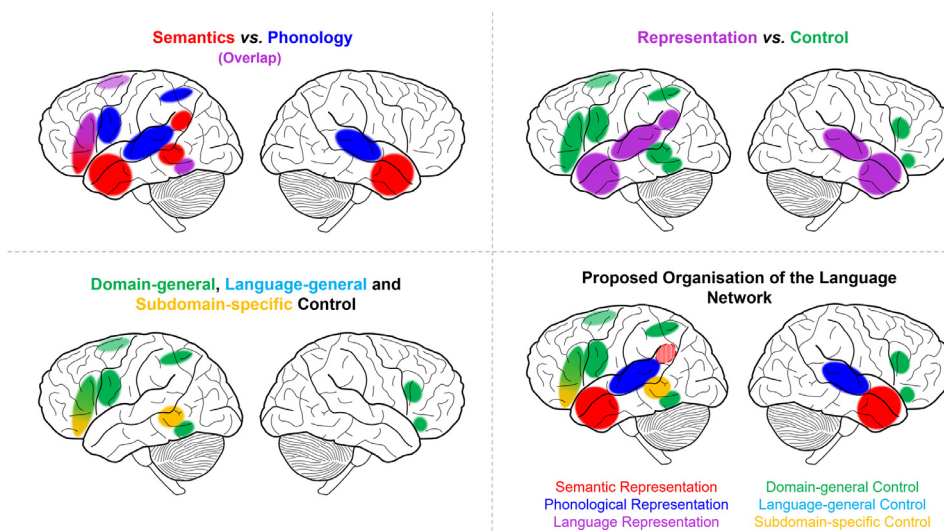 Semantics vs. Phonology
(Overlap)
Representation vs. Control
Domain-general, Language-general and
Subdomain-specific Control
Proposed Organisation of the Language
Network
Semantic Representation
Phonological Representation
Language Representation
Domain-general Control
Language-general Control
Subdomain-specific Control